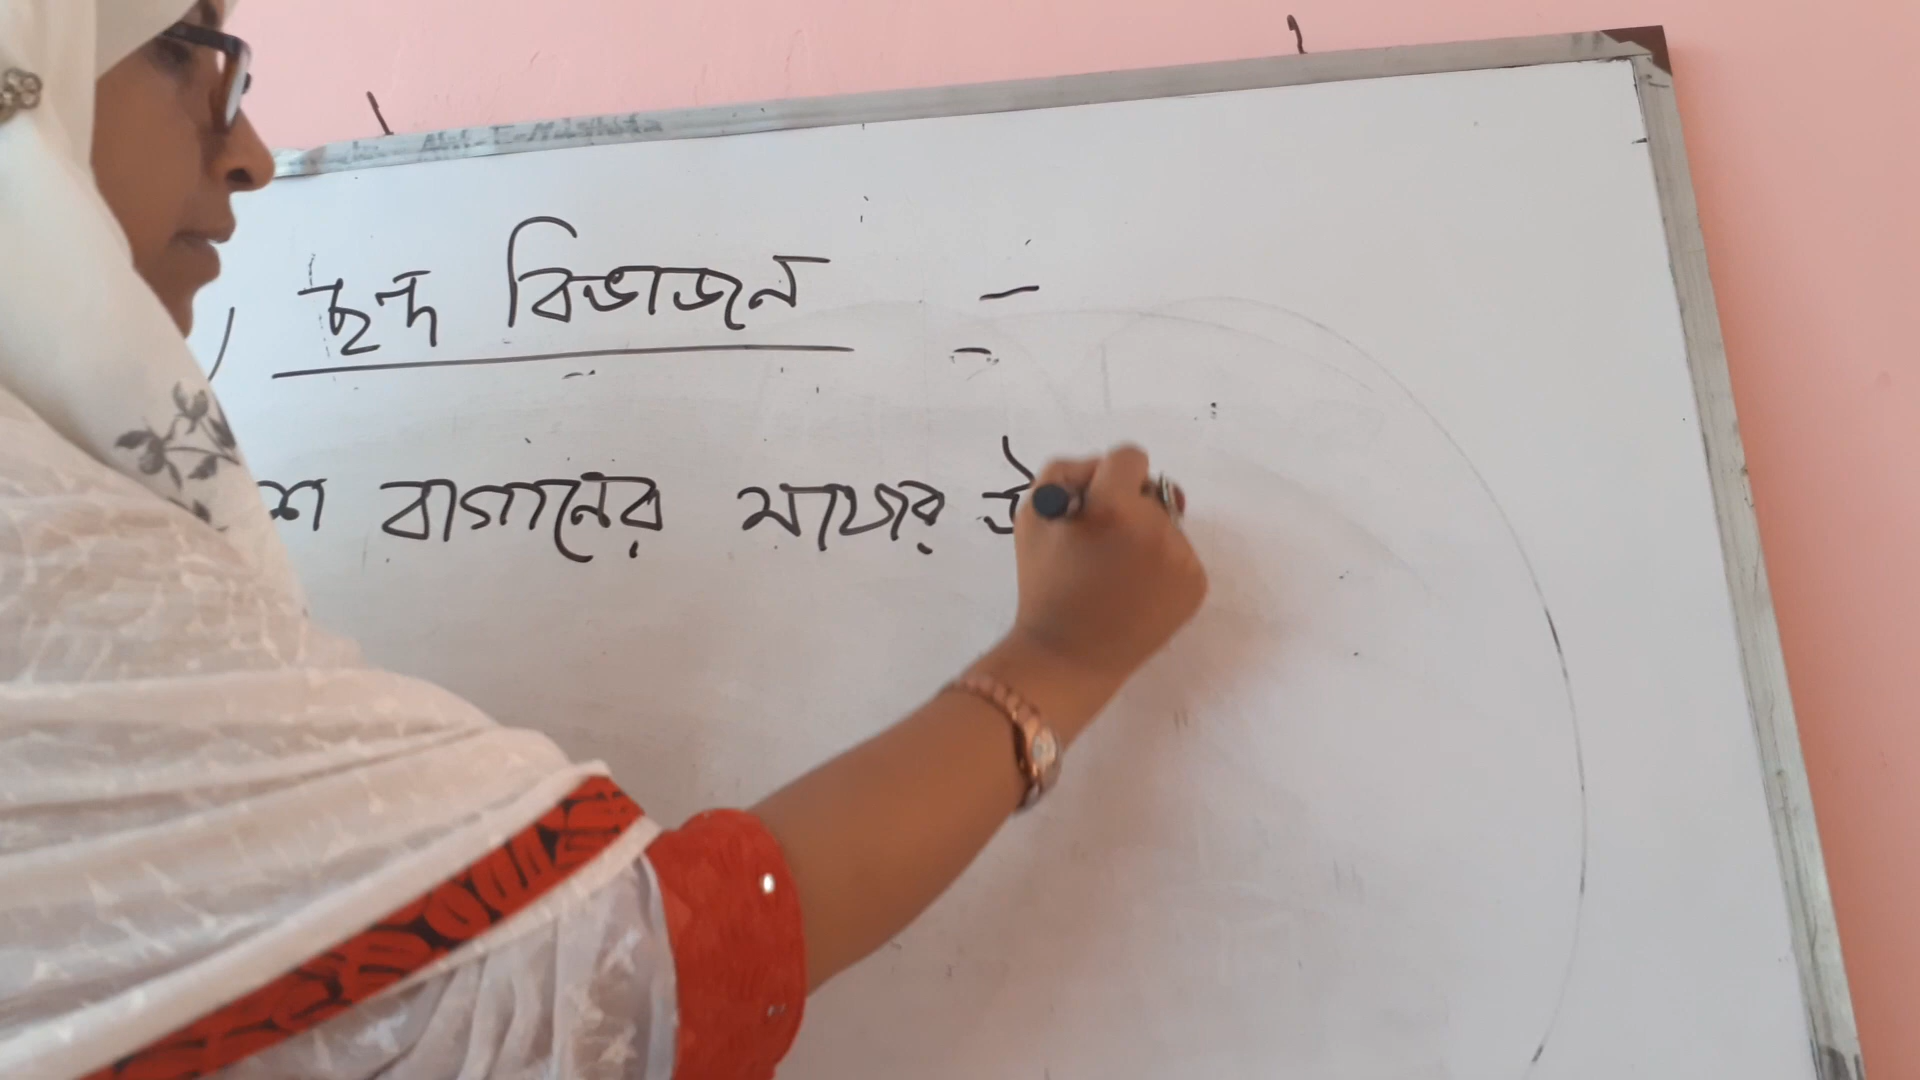 ছন্দ বিভাজন -
শ বাগানের মাথার উ